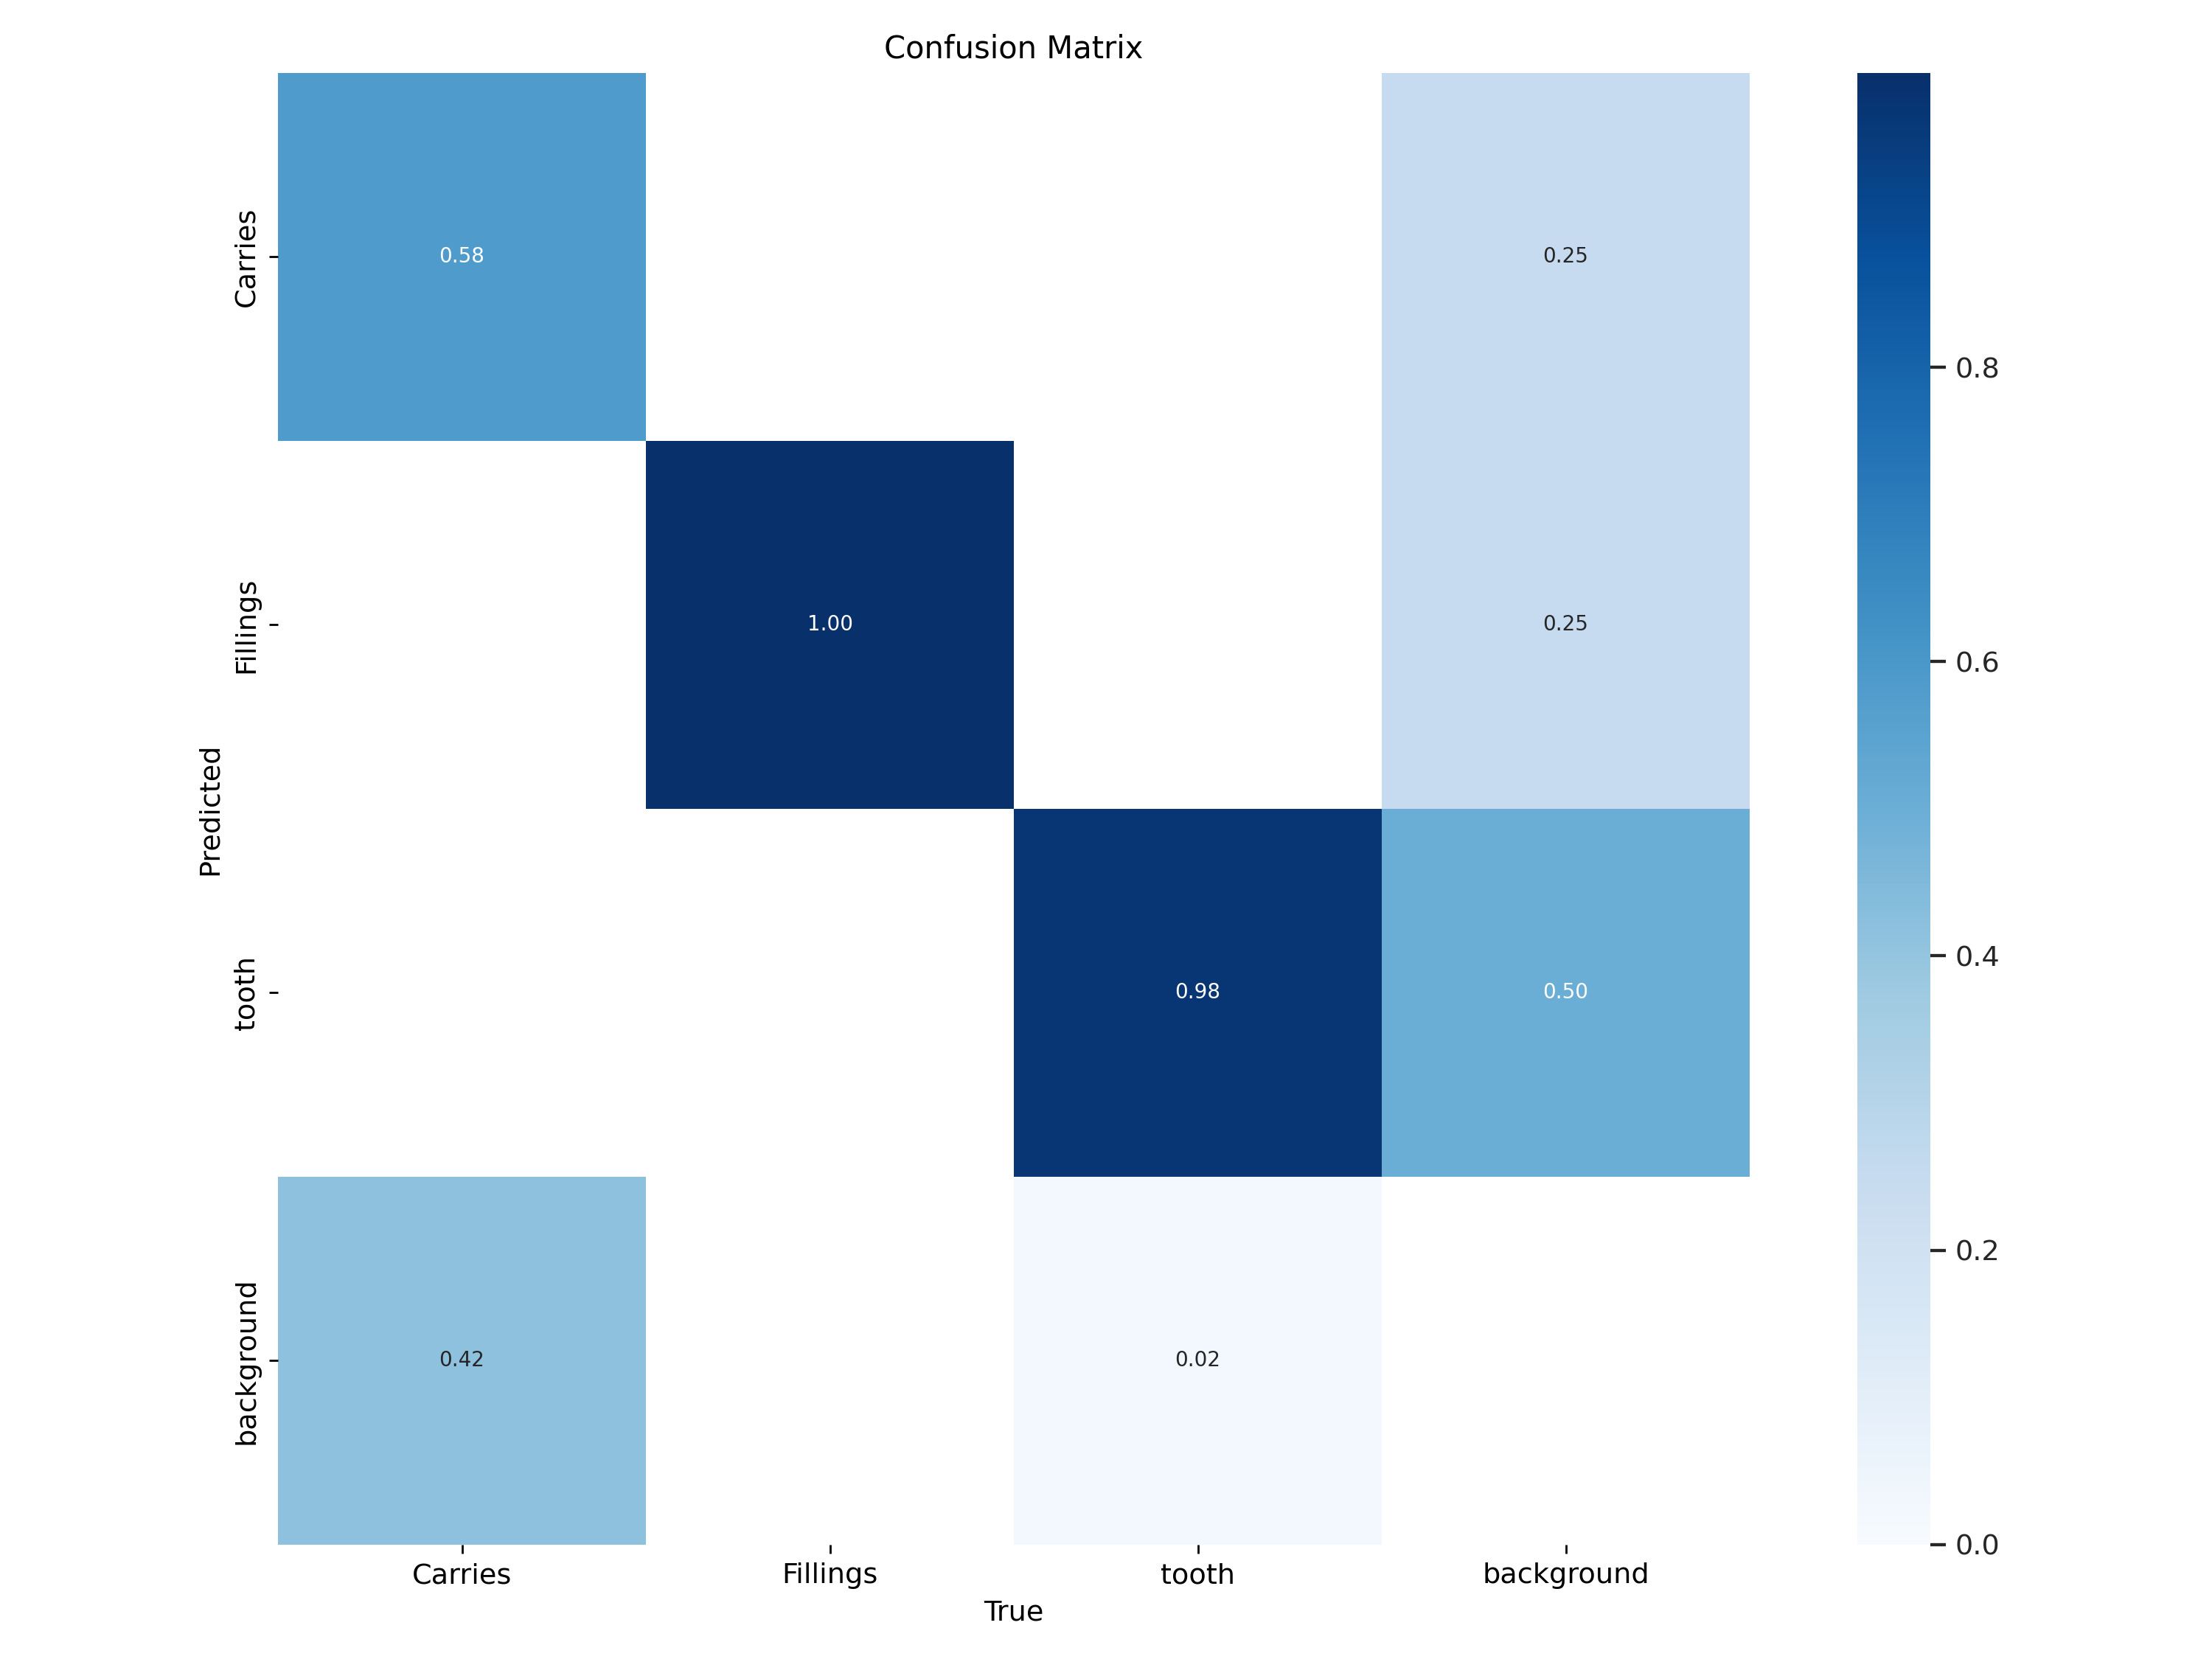 Confusion Matrix
Carries
0.58
0.25
Fillings
1.00
0.25
Predicted
tooth
0.98
0.50
background
0.42
0.02
Carries
Fillings
tooth
background
True
0.8
0.6
0.4
0.2
0.0